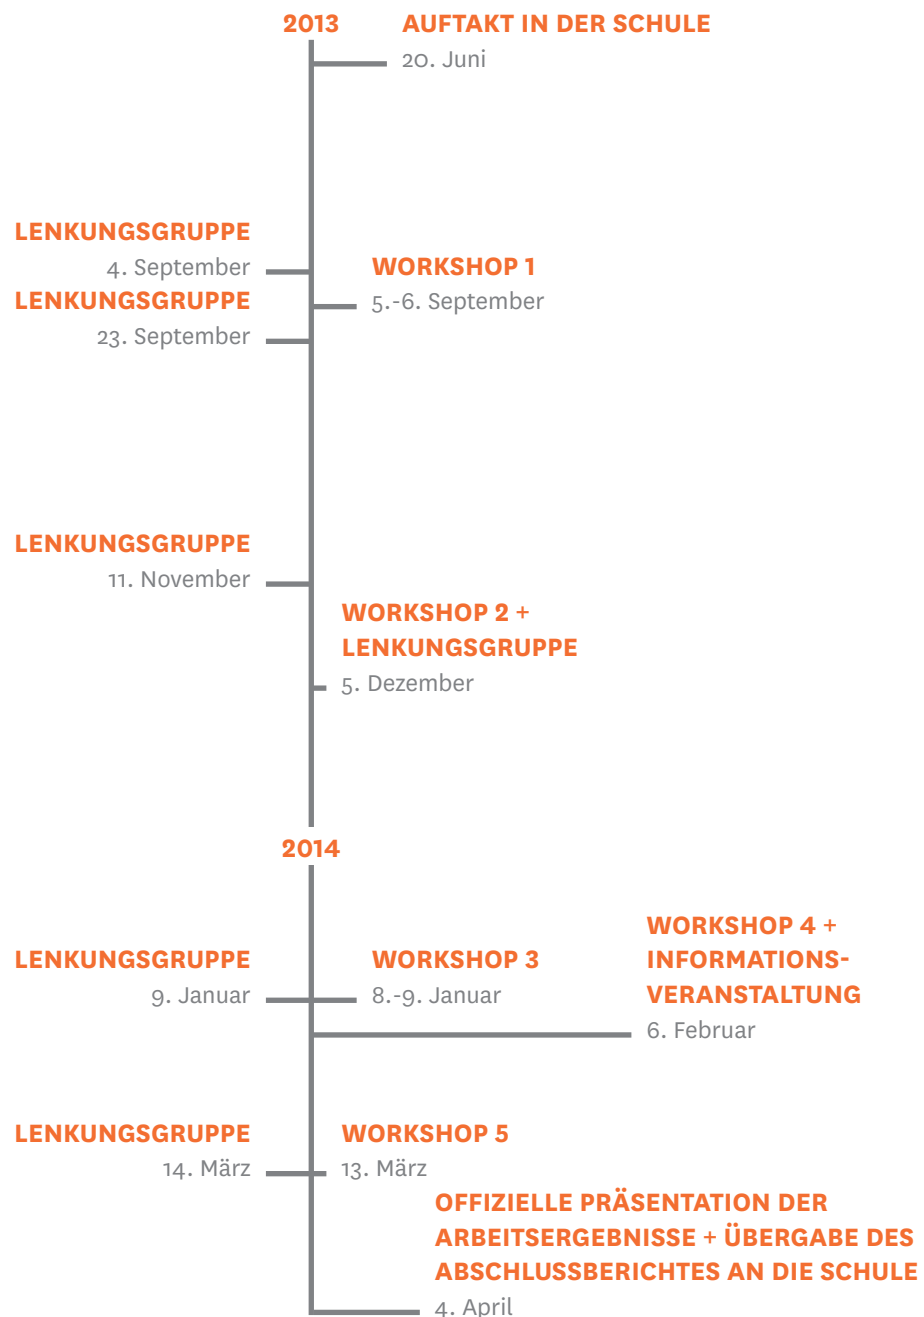 2013
AUFTAKT IN DER SCHULE
20. Juni
LENKUNGSGRUPPE
4. September
WORKSHOP 1
5.-6. September
LENKUNGSGRUPPE
23. September
LENKUNGSGRUPPE
11. November
WORKSHOP 2 +
LENKUNGSGRUPPE
5. Dezember
2014
LENKUNGSGRUPPE
9. Januar
WORKSHOP 3
8.-9. Januar
WORKSHOP 4 +
INFORMATIONS-
VERANSTALTUNG
6. Februar
LENKUNGSGRUPPE
14. März
WORKSHOP 5
13. März
OFFIZIELLE PRÄSENTATION DER
ARBEITSERGEBNISSE + ÜBERGABE DES
ABSCHLUSSBERICHTES AN DIE SCHULE
4. April